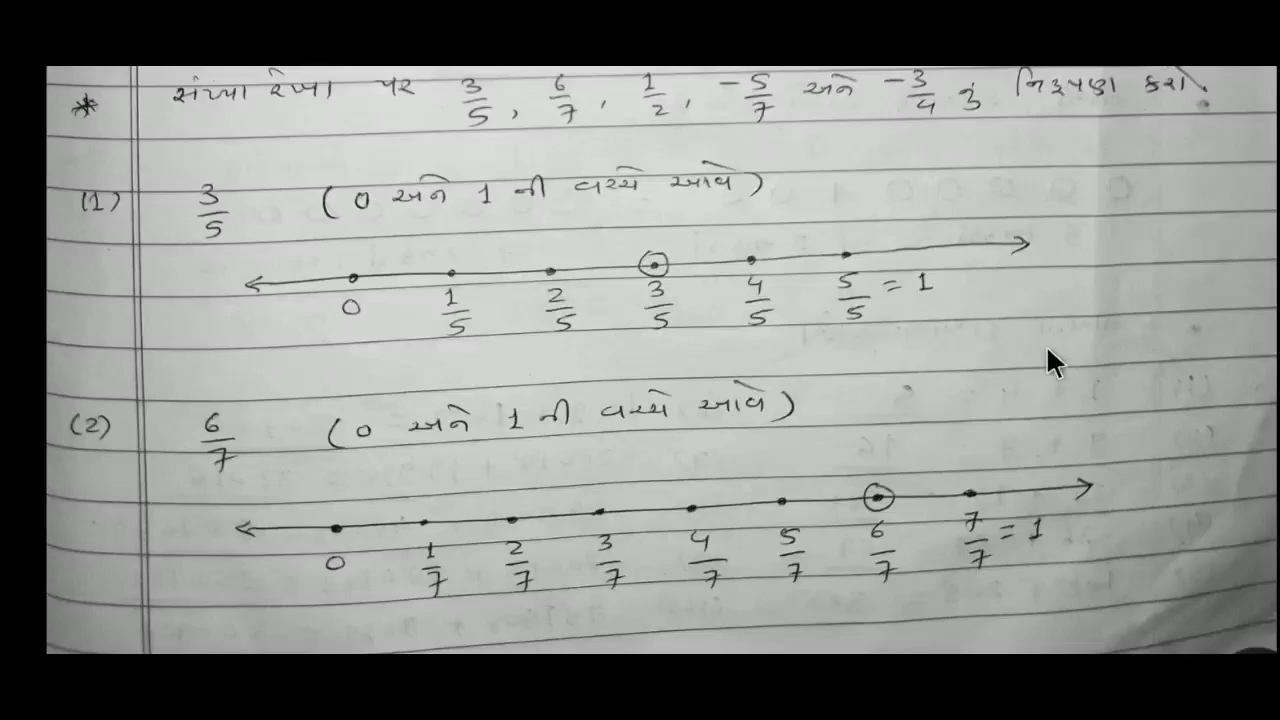 * સંખ્યા રેખા પર 3/5, 6/7, 1/2, -5/7 અને -3/4 નું નિરૂપણ કરો.
(1) 3/5 (0 અને 1 ની વચ્ચે આવે)
0 1/5 2/5 3/5 4/5 5/5 = 1
(2) 6/7 (0 અને 1 ની વચ્ચે આવે)
0 1/7 2/7 3/7 4/7 5/7 6/7 7/7 = 1